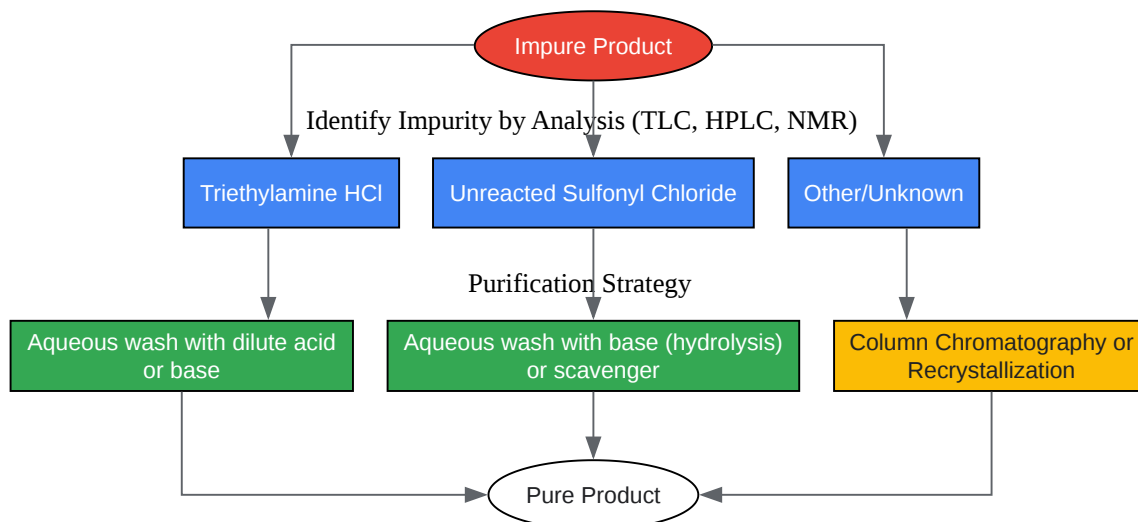 Impure Product
Identify Impurity by Analysis (TLC, HPLC, NMR)
Triethylamine HCl
Unreacted Sulfonyl Chloride
Other/Unknown
Purification Strategy
Aqueous wash with dilute acid
or base
Aqueous wash with base (hydrolysis)
or scavenger
Column Chromatography or
Recrystallization
Pure Product